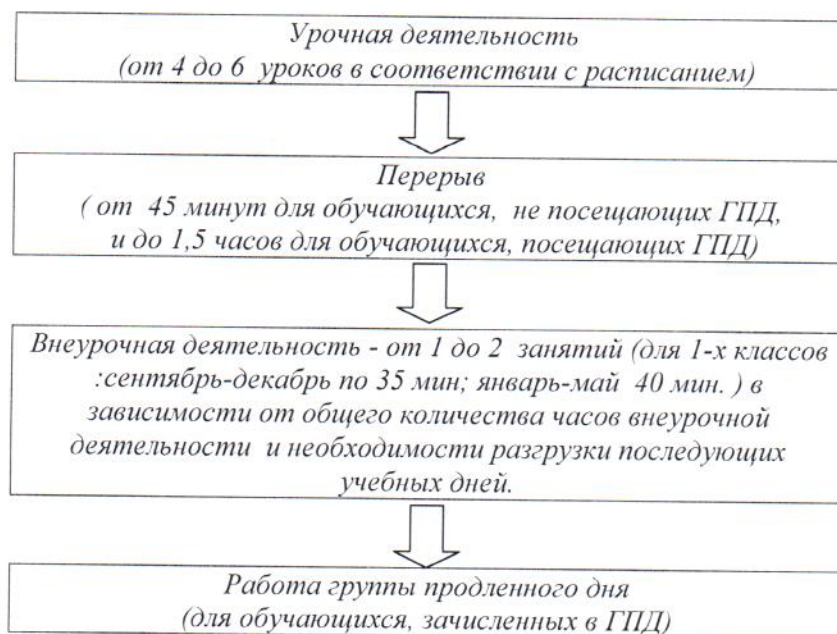 Урочная деятельность
(от 4 до 6 уроков в соответствии с расписанием)
Перерыв
( от 45 минут для обучающихся, не посещающих ГПД,
и до 1,5 часов для обучающихся, посещающих ГПД)
Внеурочная деятельность - от 1 до 2 занятий (для 1-х классов
:сентябрь-декабрь по 35 мин; январь-май 40 мин. ) в
зависимости от общего количества часов внеурочной
деятельности и необходимости разгрузки последующих
учебных дней.
Работа группы продленного дня
(для обучающихся, зачисленных в ГПД)